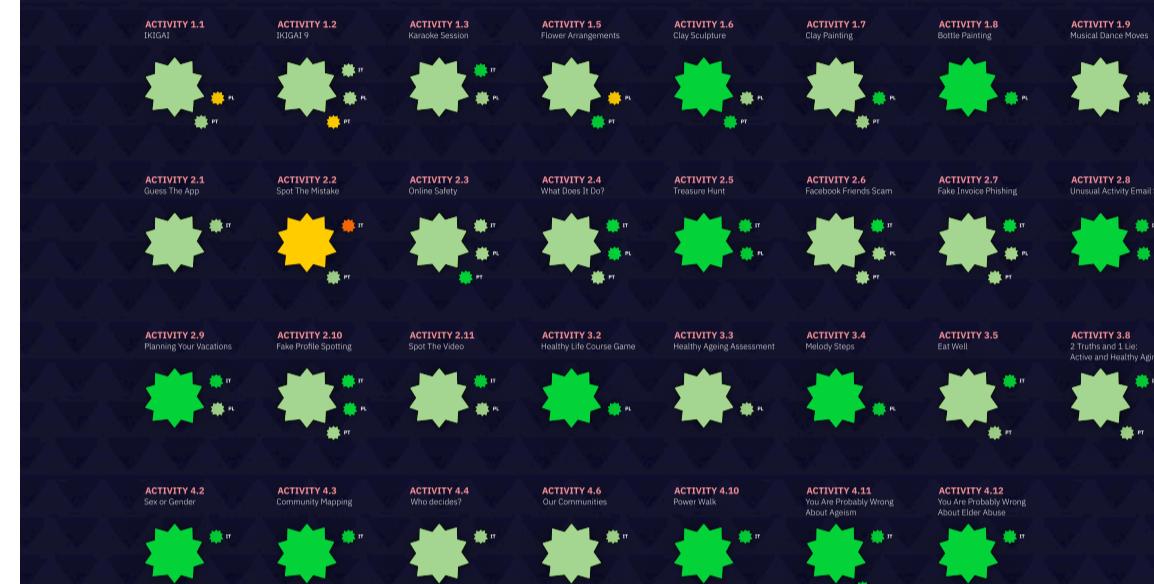 ACTIVITY 1.1
IKIGAI
PL
PT
ACTIVITY 1.2
IKIGAI 9
IT
PL
PT
ACTIVITY 1.3
Karaoke Session
IT
PL
ACTIVITY 1.5
Flower Arrangements
PL
PT
ACTIVITY 1.6
Clay Sculpture
PL
PT
ACTIVITY 1.7
Clay Painting
PL
PT
ACTIVITY 1.8
Bottle Painting
PL
ACTIVITY 1.9
Musical Dance Moves
ACTIVITY 2.1
Guess The App
IT
ACTIVITY 2.2
Spot The Mistake
IT
PT
ACTIVITY 2.3
Online Safety
IT
PL
PT
ACTIVITY 2.4
What Does It Do?
IT
PL
PT
ACTIVITY 2.5
Treasure Hunt
IT
PL
ACTIVITY 2.6
Facebook Friends Scam
IT
PL
PT
ACTIVITY 2.7
Fake Invoice Phishing
IT
PL
PT
ACTIVITY 2.8
Unusual Activity Email
ACTIVITY 2.9
Planning Your Vacations
IT
PL
ACTIVITY 2.10
Fake Profile Spotting
IT
PL
PT
ACTIVITY 2.11
Spot The Video
IT
PL
ACTIVITY 3.2
Healthy Life Course Game
PL
ACTIVITY 3.3
Healthy Ageing Assessment
PL
ACTIVITY 3.4
Melody Steps
PL
ACTIVITY 3.5
Eat Well
IT
PT
ACTIVITY 3.8
2 Truths and 1 Lie:
Active and Healthy Agin
PT
ACTIVITY 4.2
Sex or Gender
IT
ACTIVITY 4.3
Community Mapping
IT
ACTIVITY 4.4
Who decides?
IT
ACTIVITY 4.6
Our Communities
IT
ACTIVITY 4.10
Power Walk
IT
ACTIVITY 4.11
You Are Probably Wrong
About Ageism
IT
ACTIVITY 4.12
You Are Probably Wrong
About Elder Abuse
IT